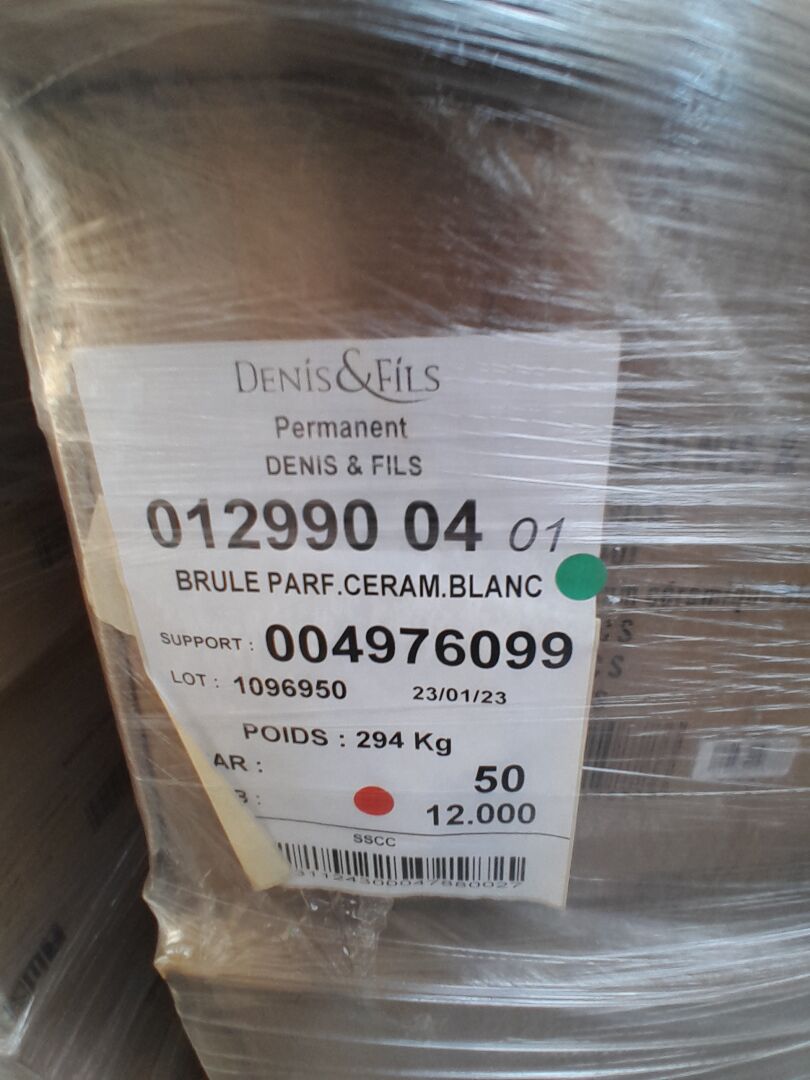 DENIS&FILS
Permanent
DENIS & FILS
012990 04 01
BRULE PARF.CERAM.BLANC
SUPPORT : 004976099
LOT : 1096950 23/01/23
POIDS : 294 Kg
AR : 50
: 12.000
SSCC